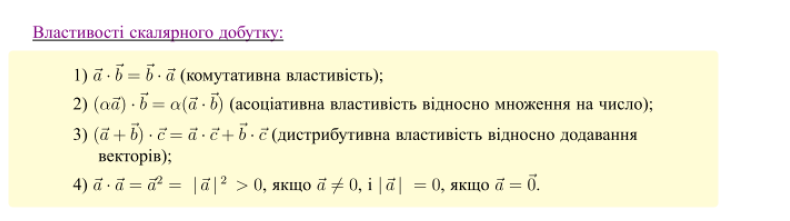 Властивості скалярного добутку:
1) a⃗ · b⃗ = b⃗ · a⃗ (комутативна властивість);
2) (αa⃗) · b⃗ = α(a⃗ · b⃗) (асоціативна властивість відносно множення на число);
3) (a⃗ + b⃗) · c⃗ = a⃗ · c⃗ + b⃗ · c⃗ (дистрибутивна властивість відносно додавання
векторів);
4) a⃗ · a⃗ = a⃗² = |a⃗|² > 0, якщо a⃗ ≠ 0, і |a⃗| = 0, якщо a⃗ = 0⃗.